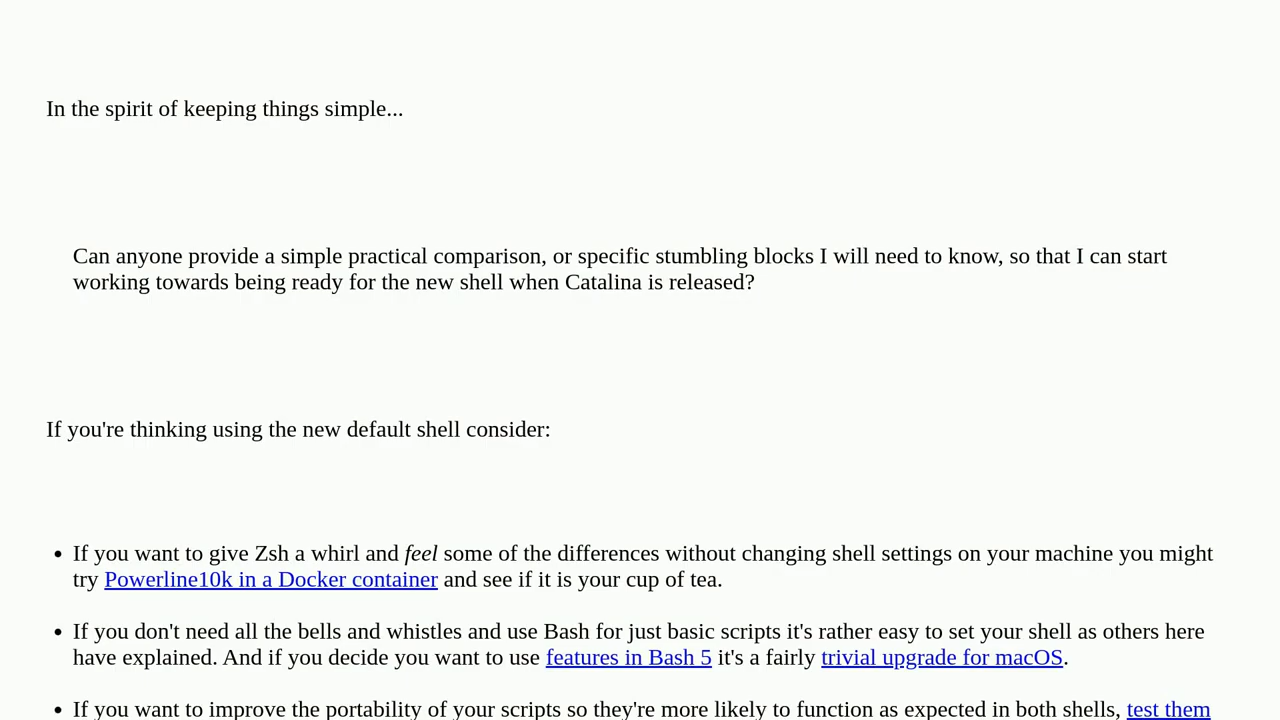 In the spirit of keeping things simple...
Can anyone provide a simple practical comparison, or specific stumbling blocks I will need to know, so that I can start
working towards being ready for the new shell when Catalina is released?
If you're thinking using the new default shell consider:
• If you want to give Zsh a whirl and feel some of the differences without changing shell settings on your machine you might
try Powerline10k in a Docker container and see if it is your cup of tea.
• If you don't need all the bells and whistles and use Bash for just basic scripts it's rather easy to set your shell as others here
have explained. And if you decide you want to use features in Bash 5 it's a fairly trivial upgrade for macOS.
• If you want to improve the portability of your scripts so they're more likely to function as expected in both shells, test them